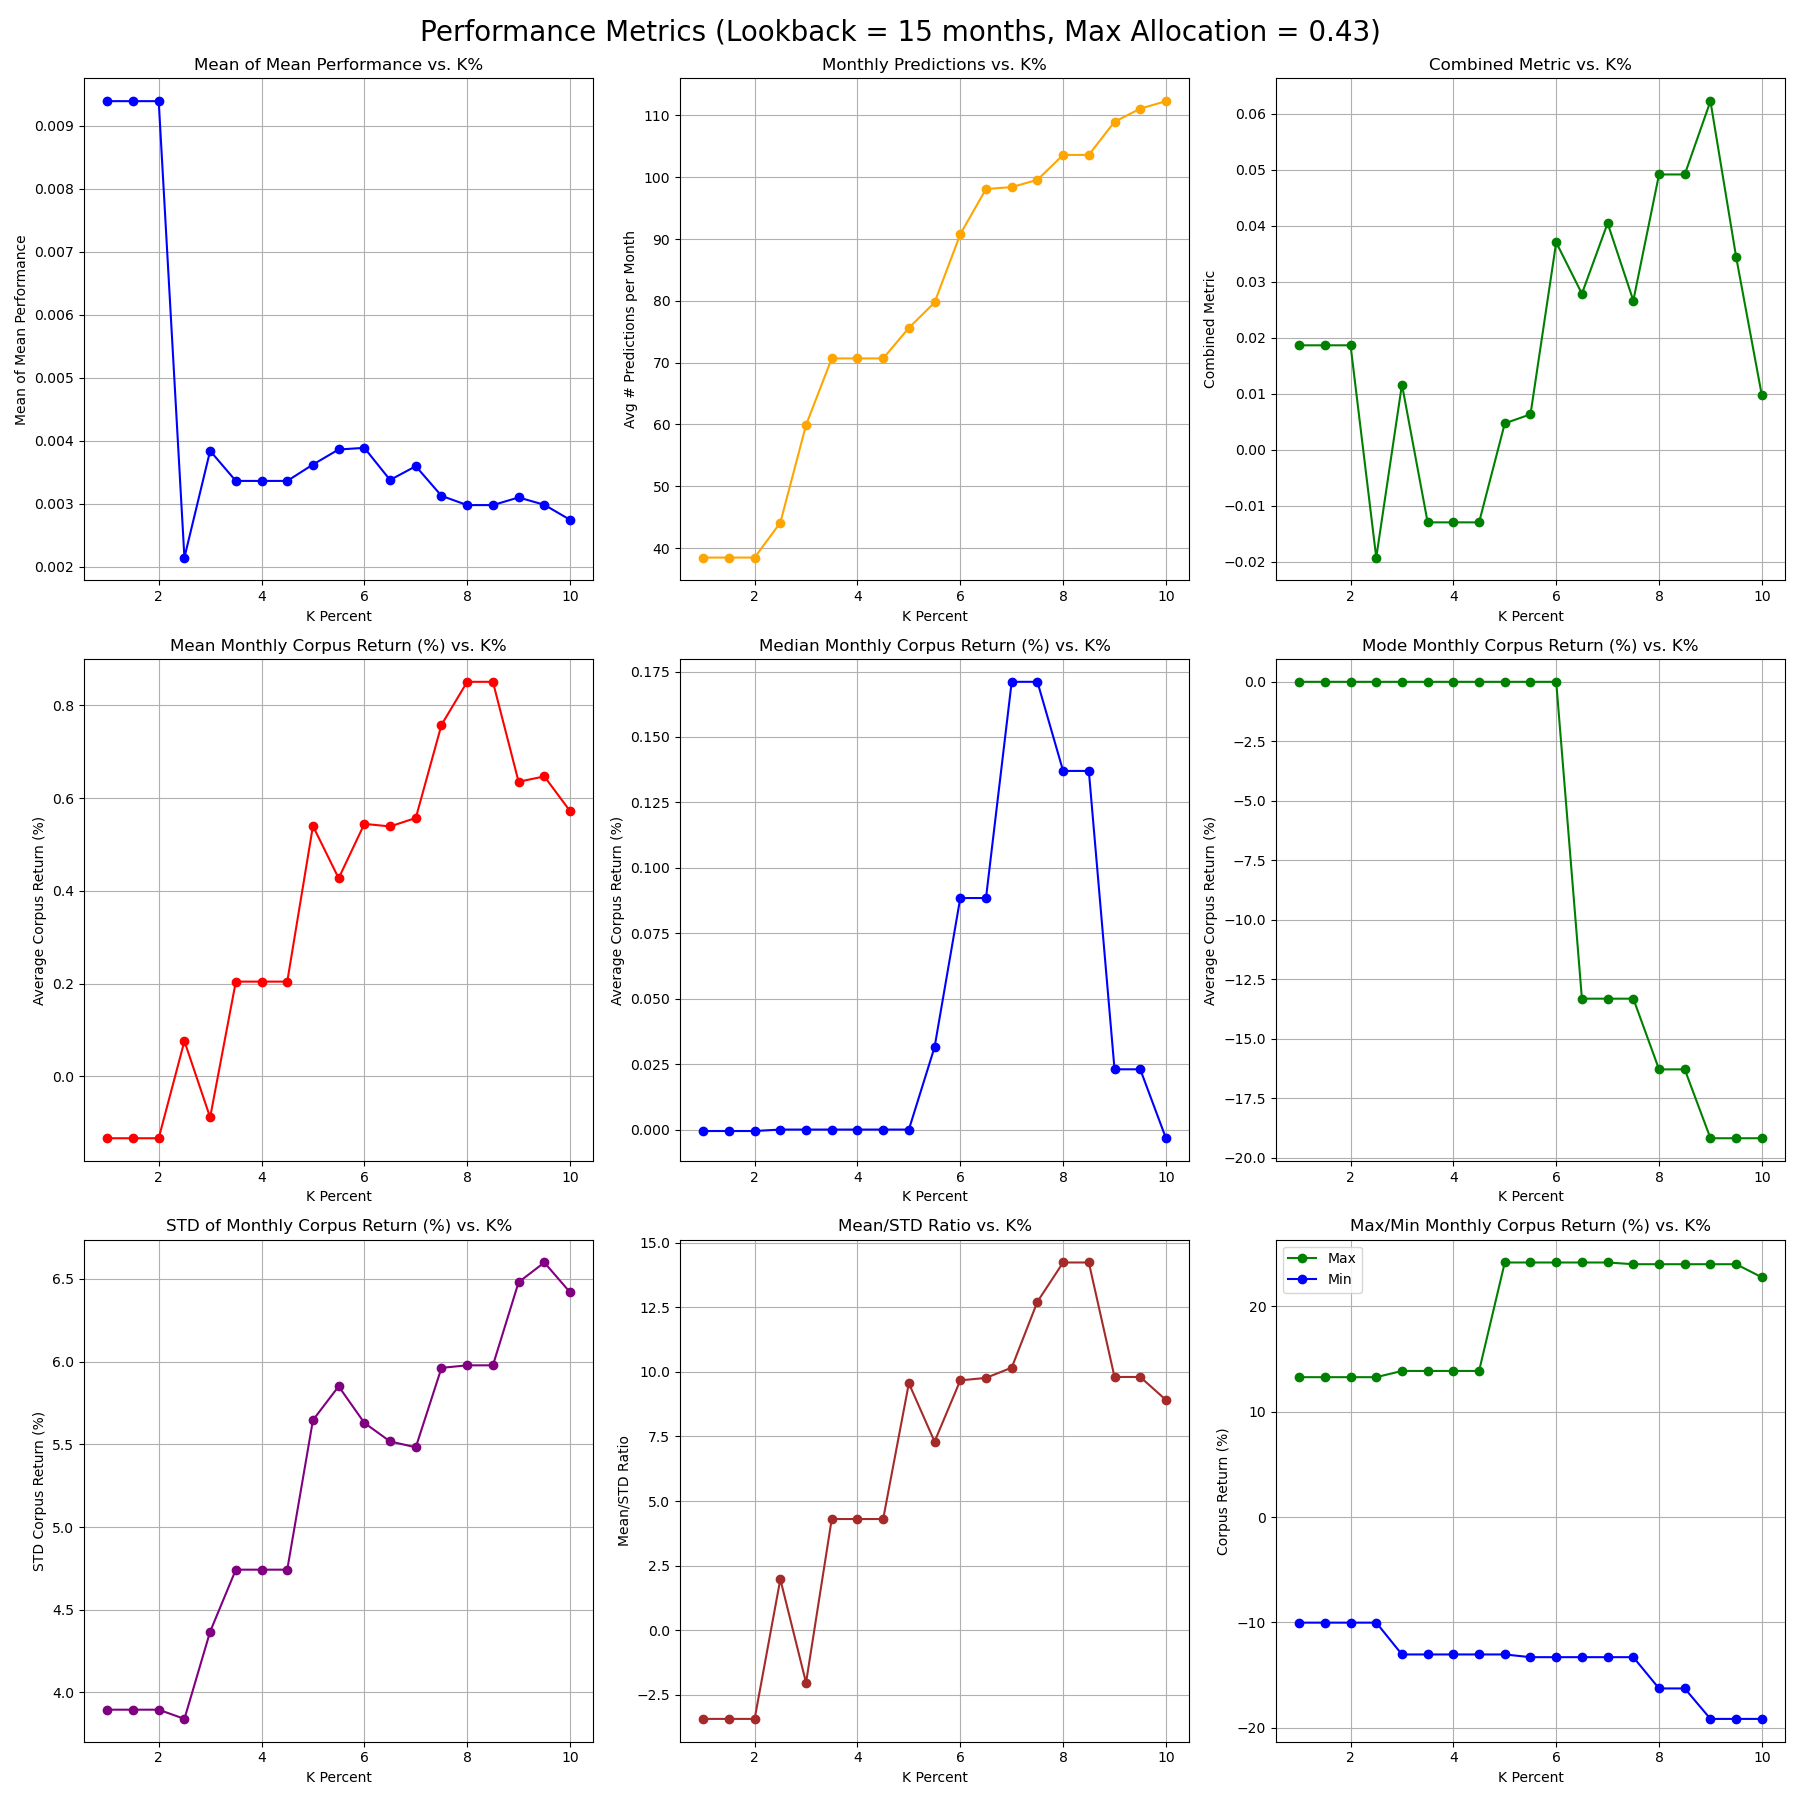 Performance Metrics (Lookback = 15 months, Max Allocation = 0.43)
Mean of Mean Performance vs. K%
Mean of Mean Performance
0.009
0.008
0.007
0.006
0.005
0.004
0.003
0.002
2 4 6 8 10
K Percent
Monthly Predictions vs. K%
Avg # Predictions per Month
110
100
90
80
70
60
50
40
2 4 6 8 10
K Percent
Combined Metric vs. K%
Combined Metric
0.06
0.05
0.04
0.03
0.02
0.01
0.00
−0.01
−0.02
2 4 6 8 10
K Percent
Mean Monthly Corpus Return (%) vs. K%
Average Corpus Return (%)
0.8
0.6
0.4
0.2
0.0
2 4 6 8 10
K Percent
Median Monthly Corpus Return (%) vs. K%
Average Corpus Return (%)
0.175
0.150
0.125
0.100
0.075
0.050
0.025
0.000
2 4 6 8 10
K Percent
Mode Monthly Corpus Return (%) vs. K%
Average Corpus Return (%)
0.0
−2.5
−5.0
−7.5
−10.0
−12.5
−15.0
−17.5
−20.0
2 4 6 8 10
K Percent
STD of Monthly Corpus Return (%) vs. K%
STD Corpus Return (%)
6.5
6.0
5.5
5.0
4.5
4.0
2 4 6 8 10
K Percent
Mean/STD Ratio vs. K%
Mean/STD Ratio
15.0
12.5
10.0
7.5
5.0
2.5
0.0
−2.5
2 4 6 8 10
K Percent
Max/Min Monthly Corpus Return (%) vs. K%
Max
Min
Corpus Return (%)
20
10
0
−10
−20
2 4 6 8 10
K Percent